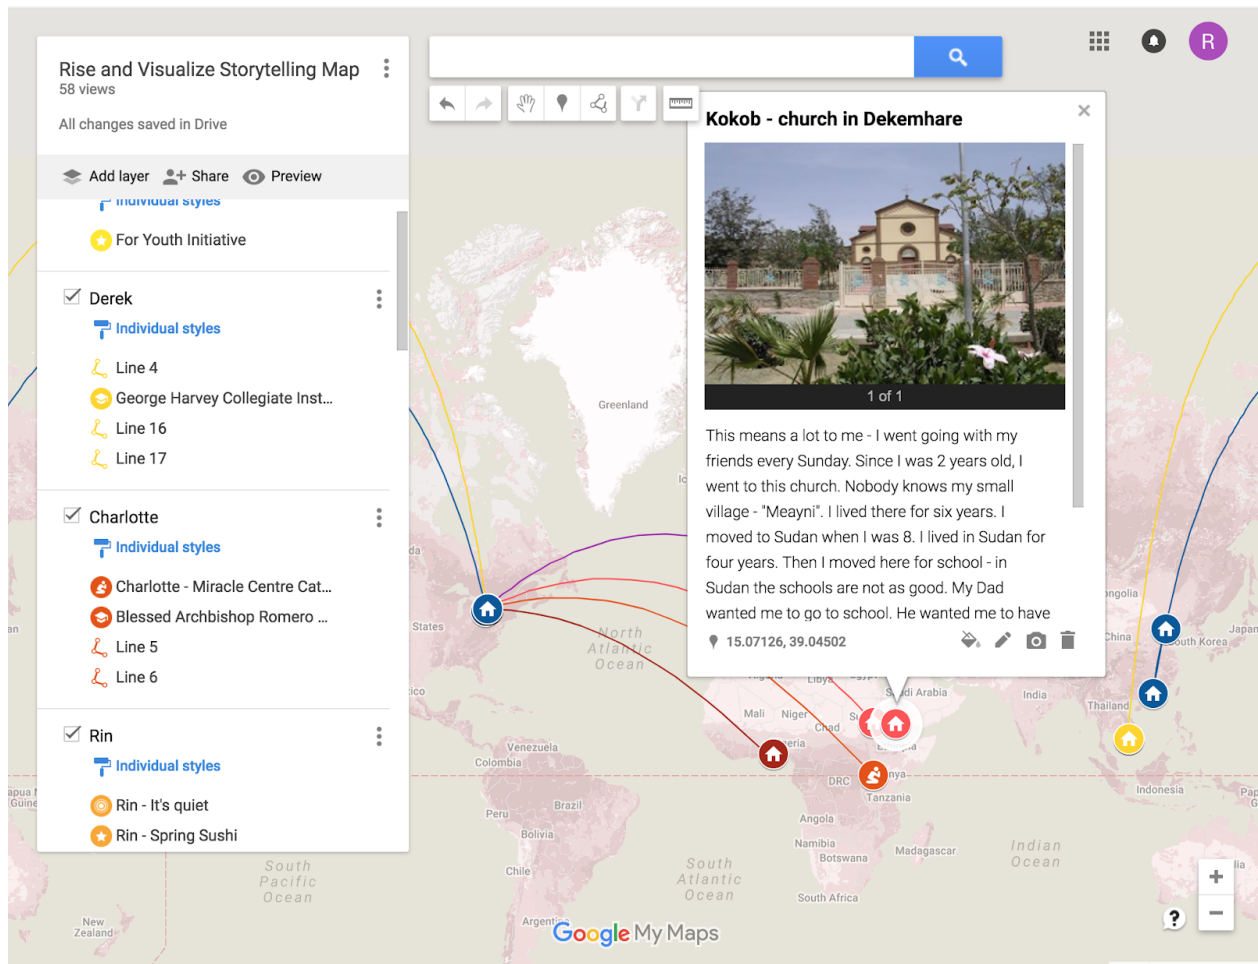 Rise and Visualize Storytelling Map
58 views
All changes saved in Drive
Add layer
Share
Preview
Individual styles
For Youth Initiative
Derek
Individual styles
Line 4
George Harvey Collegiate Inst...
Line 16
Line 17
Charlotte
Individual styles
Charlotte - Miracle Centre Cat...
Blessed Archbishop Romero ...
Line 5
Line 6
Rin
Individual styles
Rin - It's quiet
Rin - Spring Sushi
R
Kokob - church in Dekemhare
1 of 1
This means a lot to me - I went going with my
friends every Sunday. Since I was 2 years old, I
went to this church. Nobody knows my small
village - "Meayni". I lived there for six years. I
moved to Sudan when I was 8. I lived in Sudan for
four years. Then I moved here for school - in
Sudan the schools are not as good. My Dad
wanted me to go to school. He wanted me to have
15.07126, 39.04502
Greenland
States
North
Atlantic
Ocean
Libya
Saudi Arabia
Mali
Niger
Chad
India
Thailand
China
South Korea
Japan
Venezuela
Colombia
DRC
Tanzania
Indonesia
Peru
Brazil
Bolivia
Angola
Namibia
Botswana
Madagascar
Chile
South Africa
South
Pacific
Ocean
South
Atlantic
Ocean
Indian
Ocean
New
Zealand
Google My Maps
+
−
?